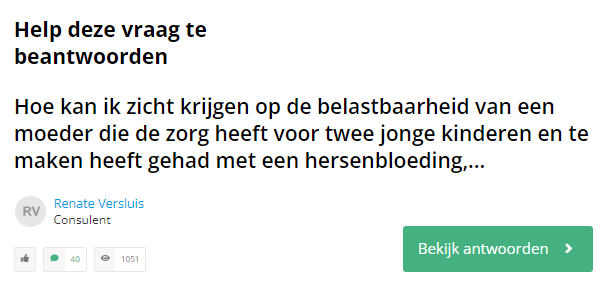 Help deze vraag te
beantwoorden
Hoe kan ik zicht krijgen op de belastbaarheid van een
moeder die de zorg heeft voor twee jonge kinderen en te
maken heeft gehad met een hersenbloeding,...
RV
Renate Versluis
Consulent
40
1051
Bekijk antwoorden